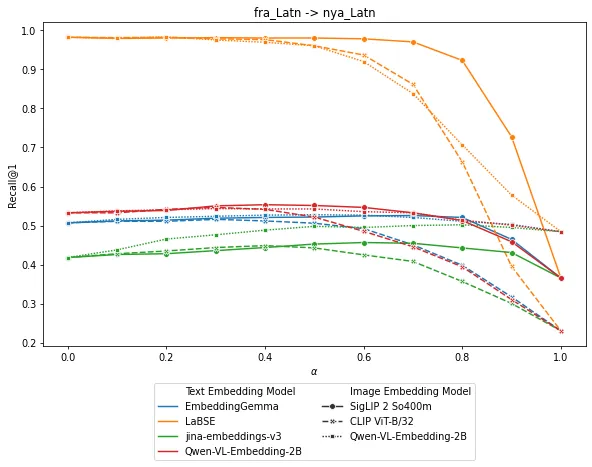 fra_Latn -> nya_Latn
1.0
0.9
0.8
0.7
0.6
0.5
0.4
0.3
0.2
Recall@1
0.0 0.2 0.4 0.6 0.8 1.0
α
Text Embedding Model Image Embedding Model
EmbeddingGemma SigLIP 2 So400m
LaBSE CLIP ViT-B/32
jina-embeddings-v3 Qwen-VL-Embedding-2B
Qwen-VL-Embedding-2B